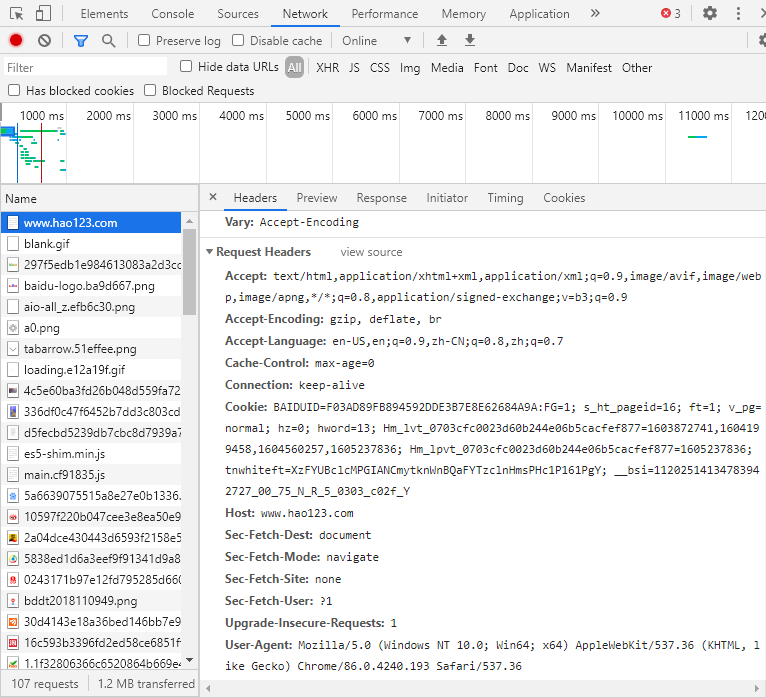 Elements Console Sources Network Performance Memory Application » 3
Preserve log Disable cache Online
Filter Hide data URLs All XHR JS CSS Img Media Font Doc WS Manifest Other
Has blocked cookies Blocked Requests
1000 ms 2000 ms 3000 ms 4000 ms 5000 ms 6000 ms 7000 ms 8000 ms 9000 ms 10000 ms 11000 ms 1200
Name
www.hao123.com
blank.gif
297f5edb1e984613083a2d3cc
baidu-logo.ba9d667.png
aio-all_z.efb6c30.png
a0.png
tabarrow.51effee.png
loading.e12a19f.gif
4c5e60ba3fd26b048d559fa72
336df0c47f6452b7dd3c803cd
d5fecbd5239db7cbc8d7939a7
es5-shim.min.js
main.cf91835.js
5a6639075515a8e27e0b1336.
10597f220b047cee3e8ea50e9
2a04dce430443d6593f2158e5
5838ed1d6a3eef9f91341d9a8
0243171b97e12fd795285d660
bddt2018110949.png
30d4143e18a36bed146bb7e9
16c593b3396fd2ed58ce6851f
1.1f32806366c6520864b669e4
107 requests 1.2 MB transferred
× Headers Preview Response Initiator Timing Cookies
Vary: Accept-Encoding
Request Headers view source
Accept: text/html,application/xhtml+xml,application/xml;q=0.9,image/avif,image/web
p,image/apng,*/*;q=0.8,application/signed-exchange;v=b3;q=0.9
Accept-Encoding: gzip, deflate, br
Accept-Language: en-US,en;q=0.9,zh-CN;q=0.8,zh;q=0.7
Cache-Control: max-age=0
Connection: keep-alive
Cookie: BAIDUID=F03AD89FB894592DDE3B7E8E62684A9A:FG=1; s_ht_pageid=16; ft=1; v_pg=
normal; hz=0; hword=13; Hm_lvt_0703cfc0023d60b244e06b5cacfef877=1603872741,160419
9458,1604560257,1605237836; Hm_lpvt_0703cfc0023d60b244e06b5cacfef877=1605237836;
tnwhiteft=XzFYUBclcMPGIANCmytknWnBQaFYTzclnHmsPHc1P161PgY; __bsi=1120251413478394
2727_00_75_N_R_5_0303_c02f_Y
Host: www.hao123.com
Sec-Fetch-Dest: document
Sec-Fetch-Mode: navigate
Sec-Fetch-Site: none
Sec-Fetch-User: ?1
Upgrade-Insecure-Requests: 1
User-Agent: Mozilla/5.0 (Windows NT 10.0; Win64; x64) AppleWebKit/537.36 (KHTML, l
ike Gecko) Chrome/86.0.4240.193 Safari/537.36